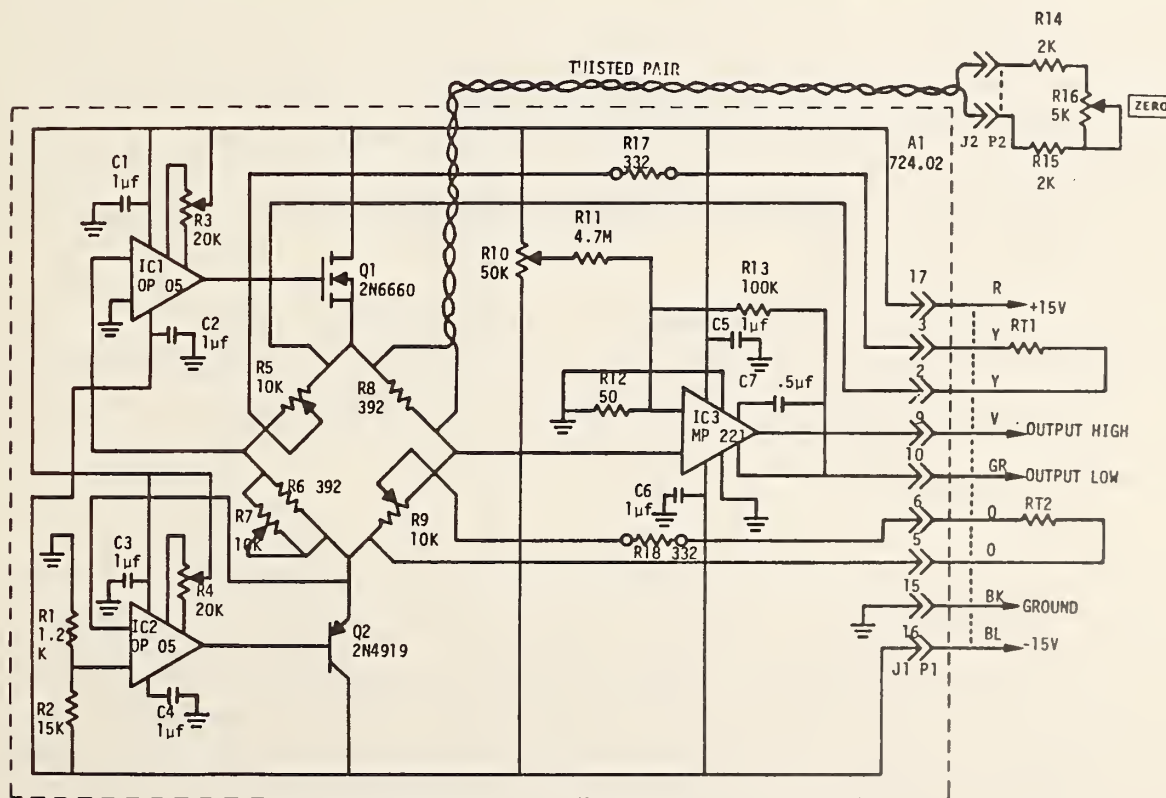 TWISTED PAIR
R14
2K
R16
5K
ZERO
J2 P2
R15
2K
A1
724.02
R17
332
C1
1µf
R3
20K
R11
4.7M
R10
50K
IC1
OP 05
Q1
2N6660
R13
100K
17
R
+15V
C2
1µf
C5
1µf
3
Y
RT1
R5
10K
R8
392
R12
50
C7
.5µf
2
Y
IC3
MP 221
9
V
OUTPUT HIGH
10
GR
OUTPUT LOW
R6 392
R7
10K
R9
10K
C6
1µf
6
O
RT2
R18 332
5
O
C3
1µf
R4
20K
R1
1.2
K
IC2
OP 05
Q2
2N4919
15
BK
GROUND
16
BL
-15V
J1 P1
R2
15K
C4
1µf